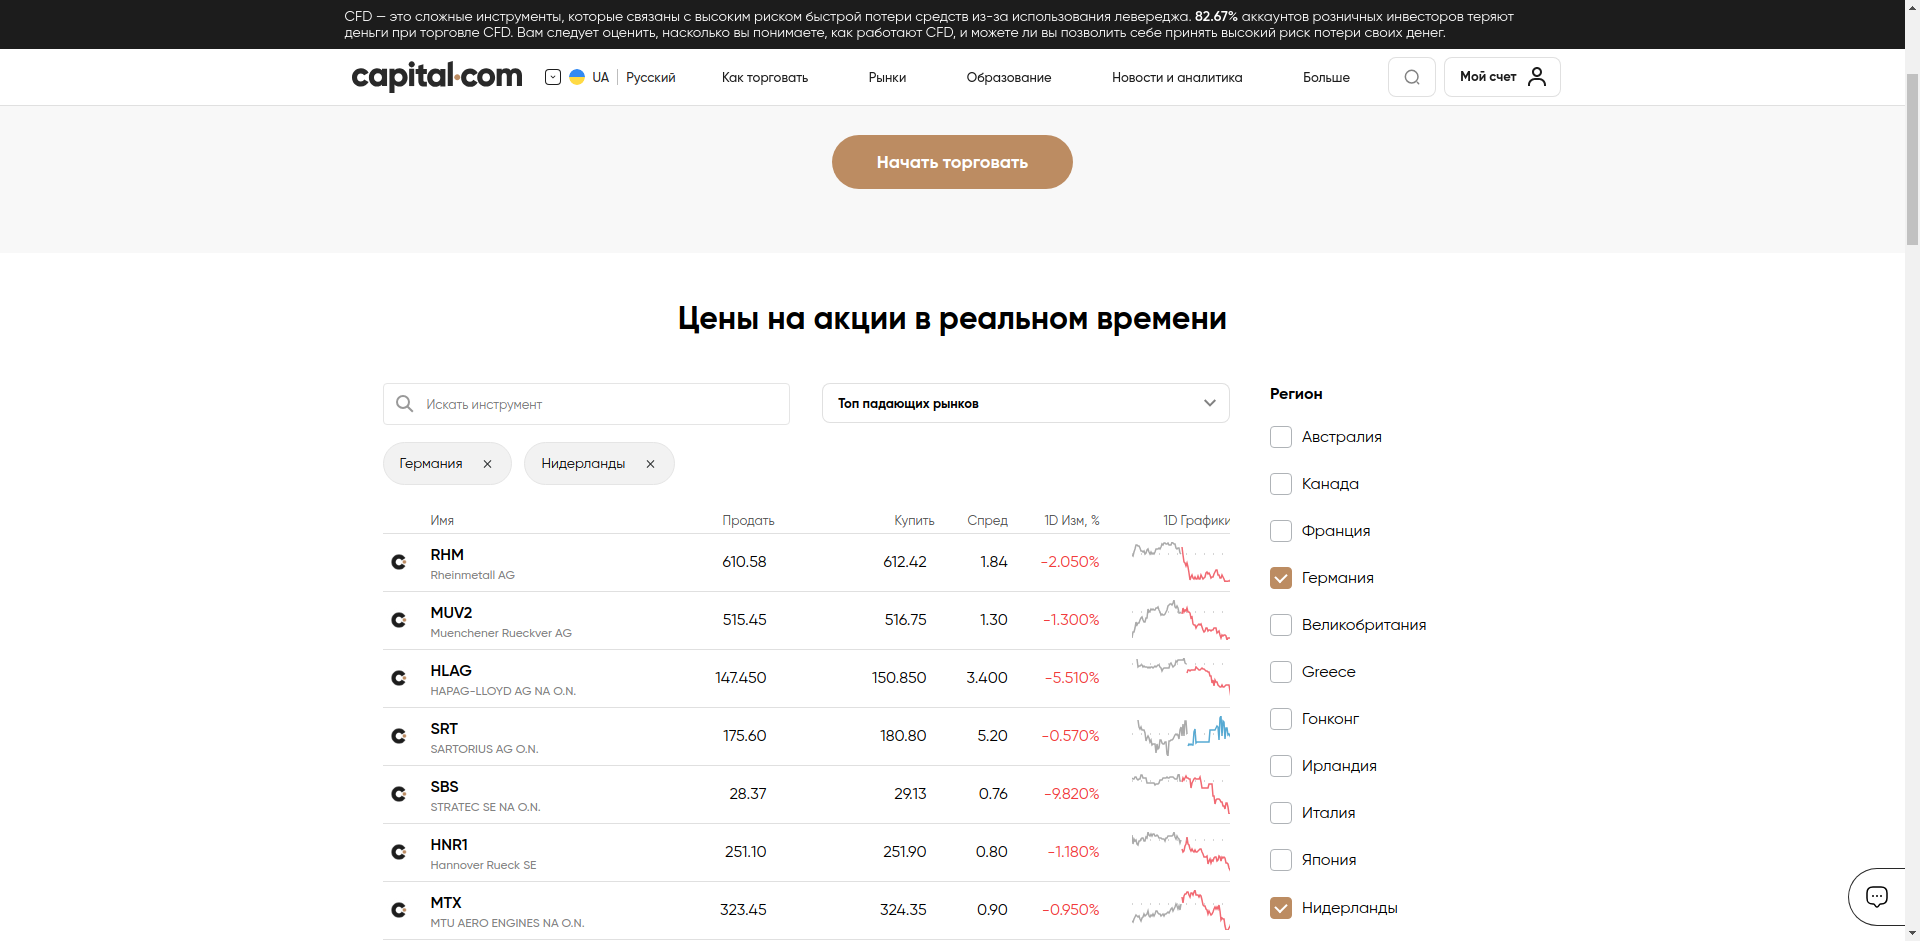 CFD — это сложные инструменты, которые связаны с высоким риском быстрой потери средств из-за использования левереджа. 82.67% аккаунтов розничных инвесторов теряют
деньги при торговле CFD. Вам следует оценить, насколько вы понимаете, как работают CFD, и можете ли вы позволить себе принять высокий риск потери своих денег.
capital.com UA Русский Как торговать Рынки Образование Новости и аналитика Больше Мой счет
Начать торговать
Цены на акции в реальном времени
Искать инструмент
Топ падающих рынков
Германия Нидерланды
Имя Продать Купить Спред 1D Изм, % 1D Графики
RHM 610.58 612.42 1.84 -2.050%
Rheinmetall AG
MUV2 515.45 516.75 1.30 -1.300%
Muenchener Rueckver AG
HLAG 147.450 150.850 3.400 -5.510%
HAPAG-LLOYD AG NA O.N.
SRT 175.60 180.80 5.20 -0.570%
SARTORIUS AG O.N.
SBS 28.37 29.13 0.76 -9.820%
STRATEC SE NA O.N.
HNR1 251.10 251.90 0.80 -1.180%
Hannover Rueck SE
MTX 323.45 324.35 0.90 -0.950%
MTU AERO ENGINES NA O.N.
Регион
Австралия
Канада
Франция
Германия
Великобритания
Greece
Гонконг
Ирландия
Италия
Япония
Нидерланды